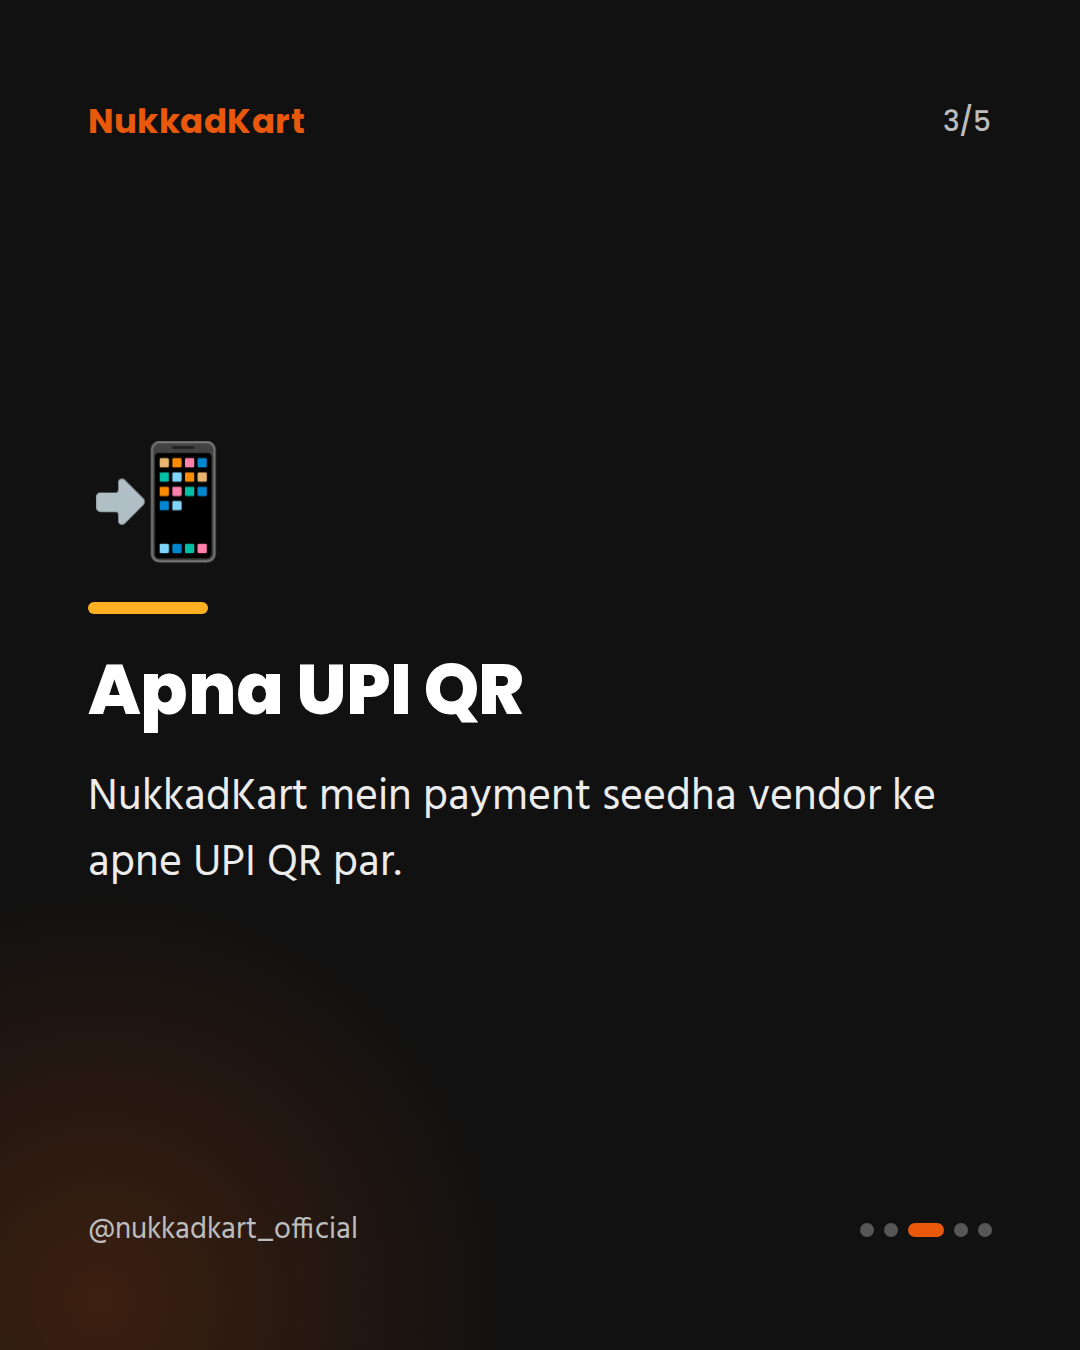 NukkadKart
3/5
Apna UPI QR
NukkadKart mein payment seedha vendor ke
apne UPI QR par.
@nukkadkart_official